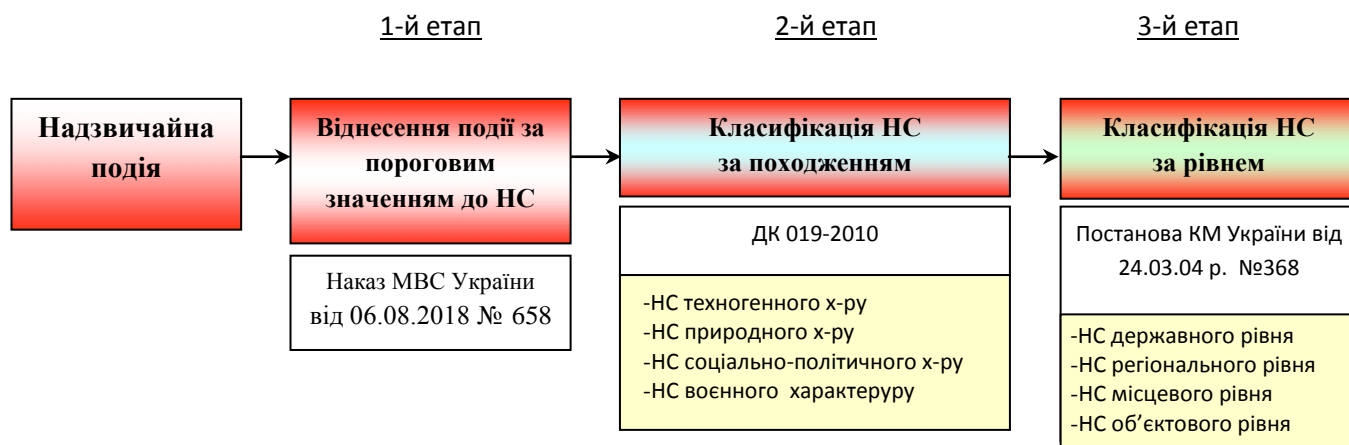 1-й етап
2-й етап
3-й етап
Надзвичайна
подія
Віднесення події за
пороговим
значенням до НС
Наказ МВС України
від 06.08.2018 № 658
Класифікація НС
за походженням
ДК 019-2010
-НС техногенного х-ру
-НС природного х-ру
-НС соціально-політичного х-ру
-НС воєнного характеруру
Класифікація НС
за рівнем
Постанова КМ України від
24.03.04 р. №368
-НС державного рівня
-НС регіонального рівня
-НС місцевого рівня
-НС об’єктового рівня